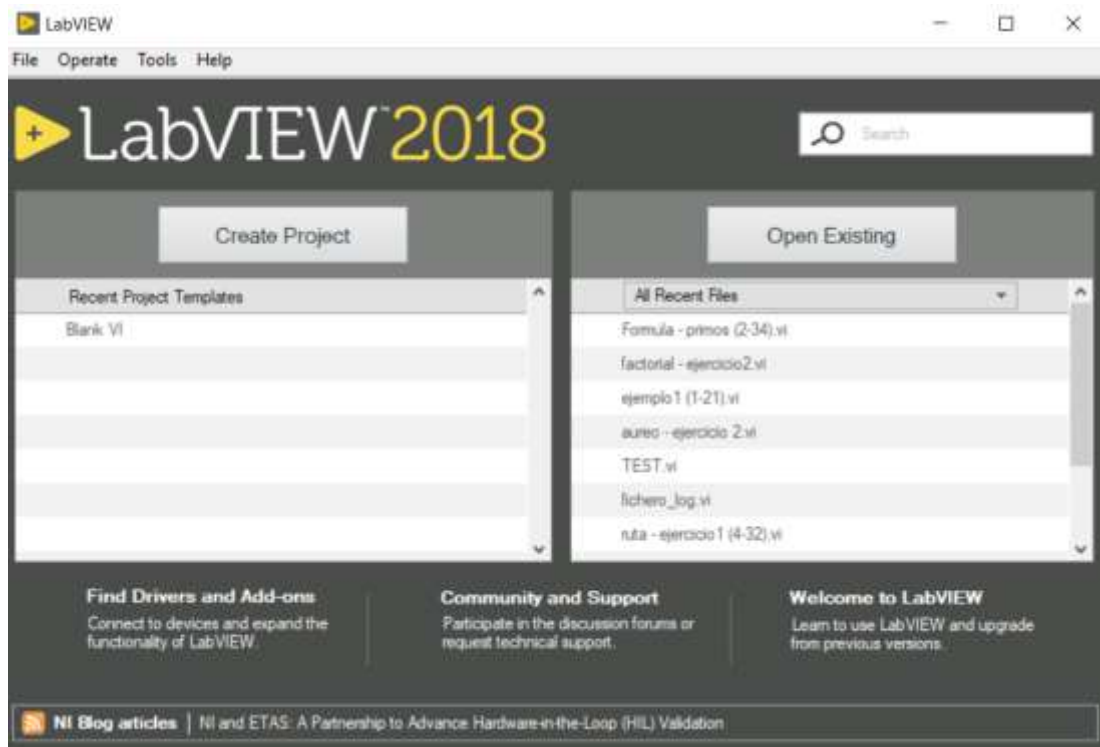 LabVIEW
File Operate Tools Help
LabVIEW™ 2018
Search
Create Project
Recent Project Templates
Blank VI
Open Existing
All Recent Files
Formula - primos (2-34).vi
factorial - ejercicio2.vi
ejemplo1 (1-21).vi
aureo - ejercicio 2.vi
TEST.vi
fichero_log.vi
ruta - ejercicio1 (4-32).vi
Find Drivers and Add-ons
Connect to devices and expand the
functionality of LabVIEW.
Community and Support
Participate in the discussion forums or
request technical support.
Welcome to LabVIEW
Learn to use LabVIEW and upgrade
from previous versions.
NI Blog articles | NI and ETAS: A Partnership to Advance Hardware-in-the-Loop (HIL) Validation